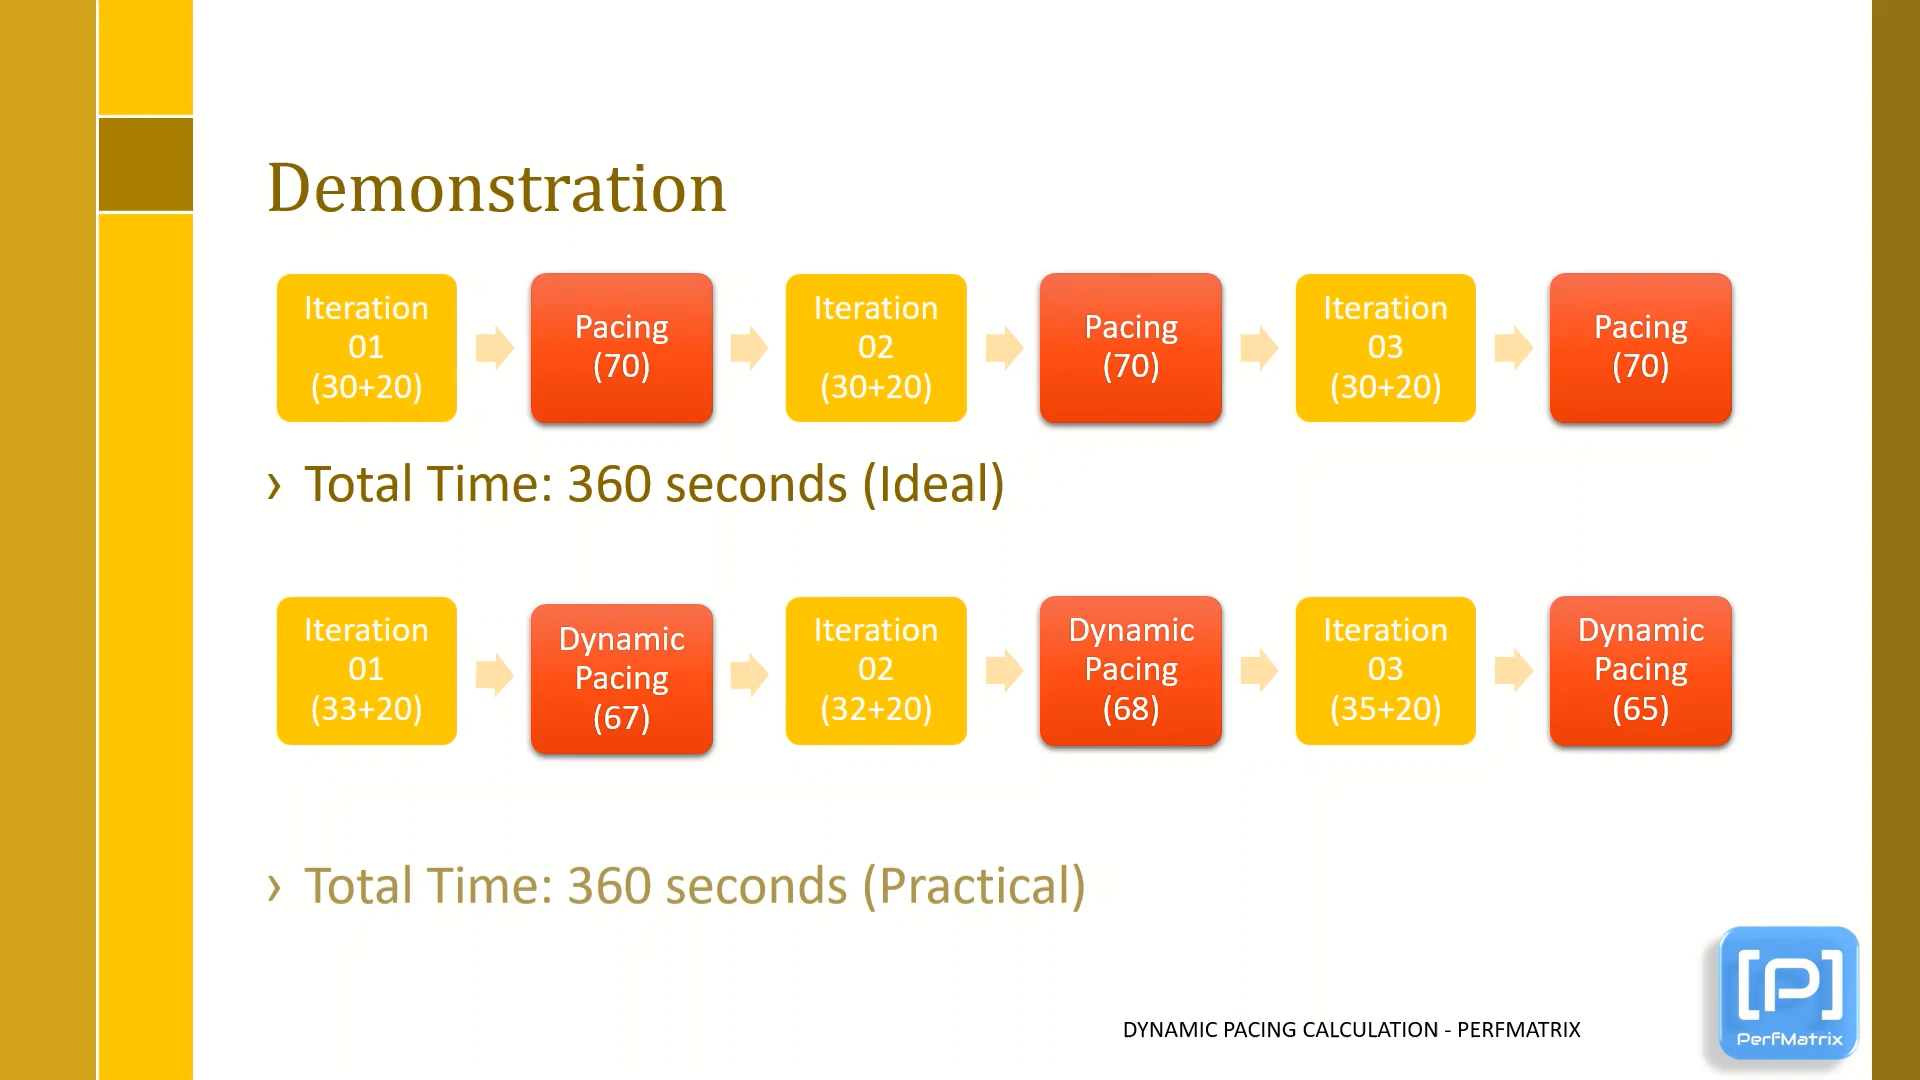 Demonstration
Iteration
01
(30+20)
Pacing
(70)
Iteration
02
(30+20)
Pacing
(70)
Iteration
03
(30+20)
Pacing
(70)
› Total Time: 360 seconds (Ideal)
Iteration
01
(33+20)
Dynamic
Pacing
(67)
Iteration
02
(32+20)
Dynamic
Pacing
(68)
Iteration
03
(35+20)
Dynamic
Pacing
(65)
› Total Time: 360 seconds (Practical)
DYNAMIC PACING CALCULATION - PERFMATRIX
[P]
PerfMatrix